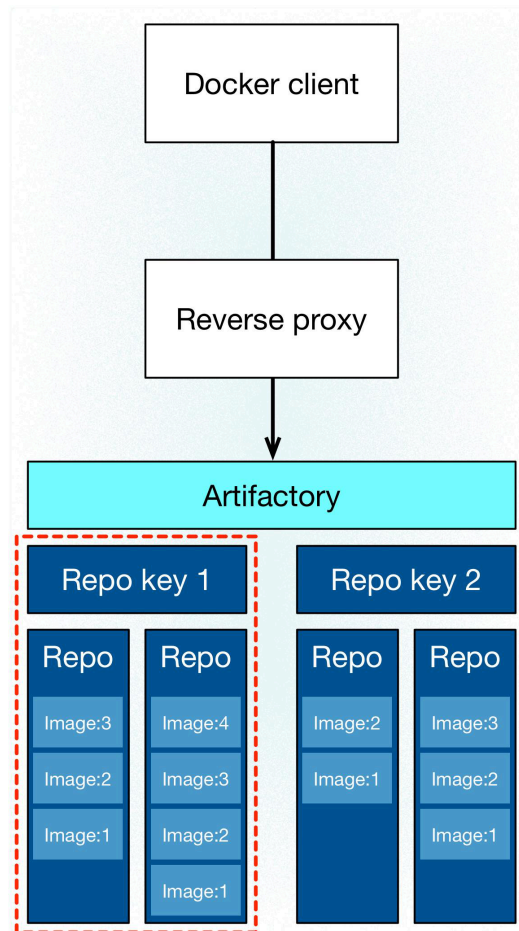 Docker client
Reverse proxy
Artifactory
Repo key 1
Repo
Image:3
Image:2
Image:1
Repo
Image:4
Image:3
Image:2
Image:1
Repo key 2
Repo
Image:2
Image:1
Repo
Image:3
Image:2
Image:1